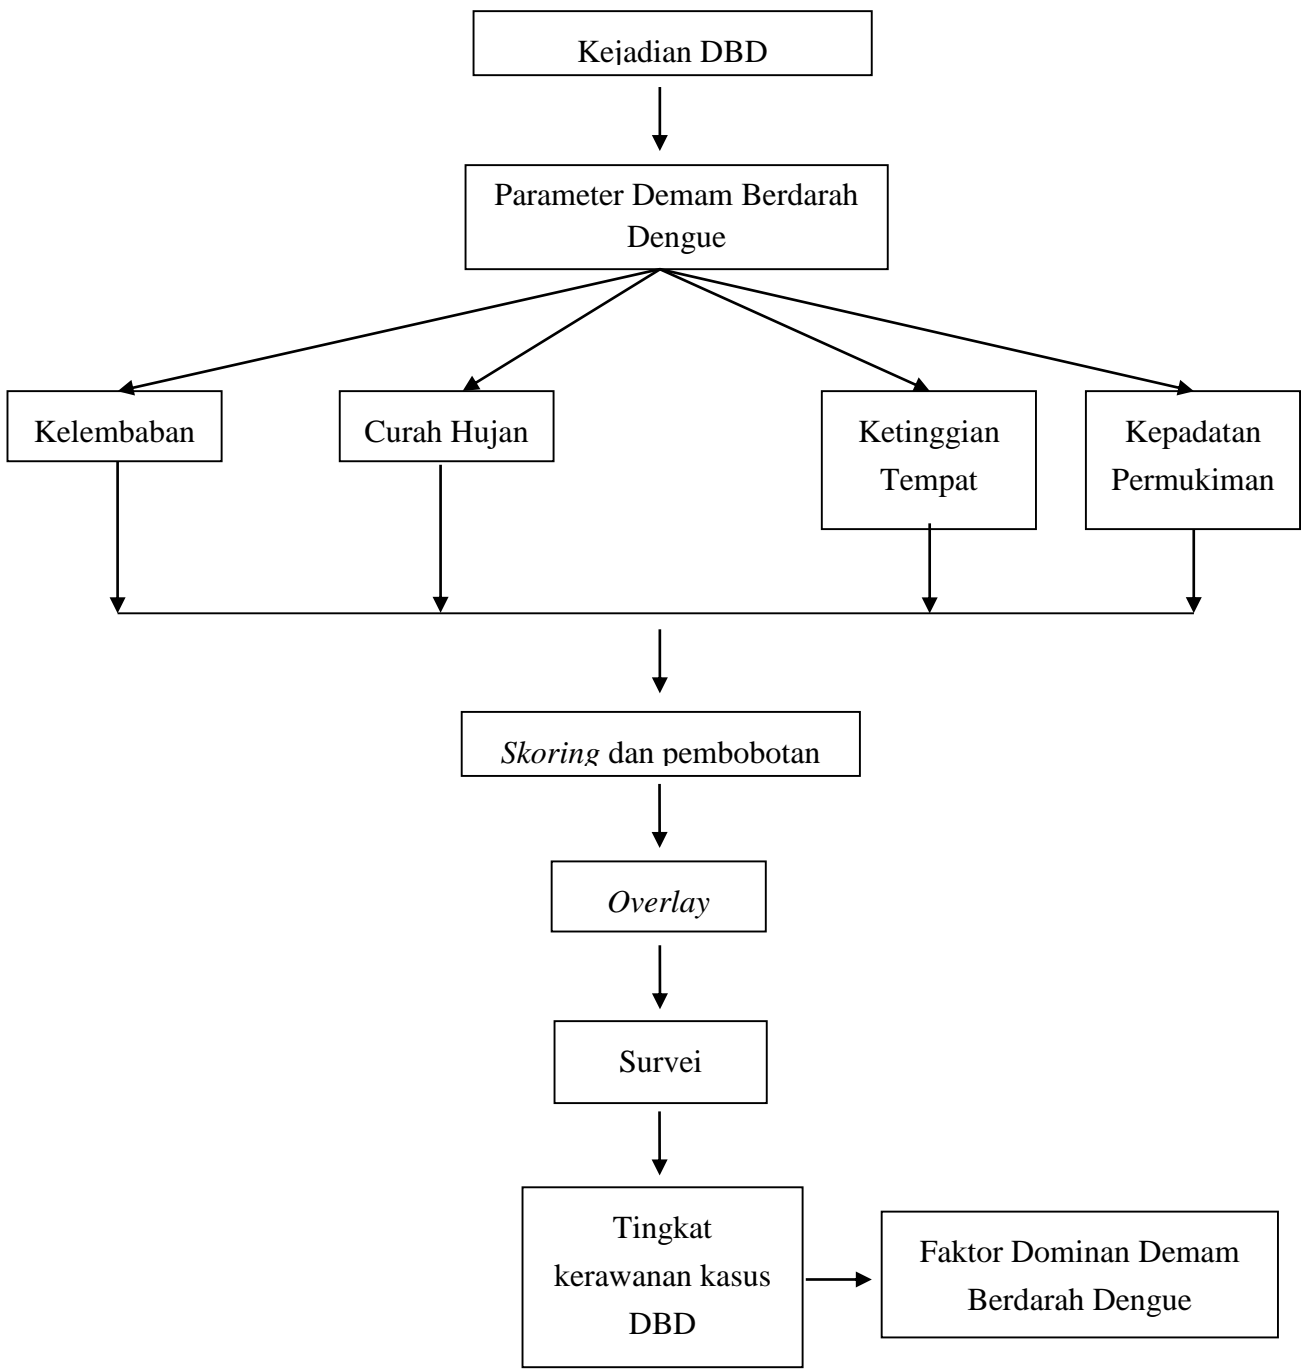 Kejadian DBD
Parameter Demam Berdarah
Dengue
Kelembaban
Curah Hujan
Ketinggian
Tempat
Kepadatan
Permukiman
Skoring dan pembobotan
Overlay
Survei
Tingkat
kerawanan kasus
DBD
Faktor Dominan Demam
Berdarah Dengue